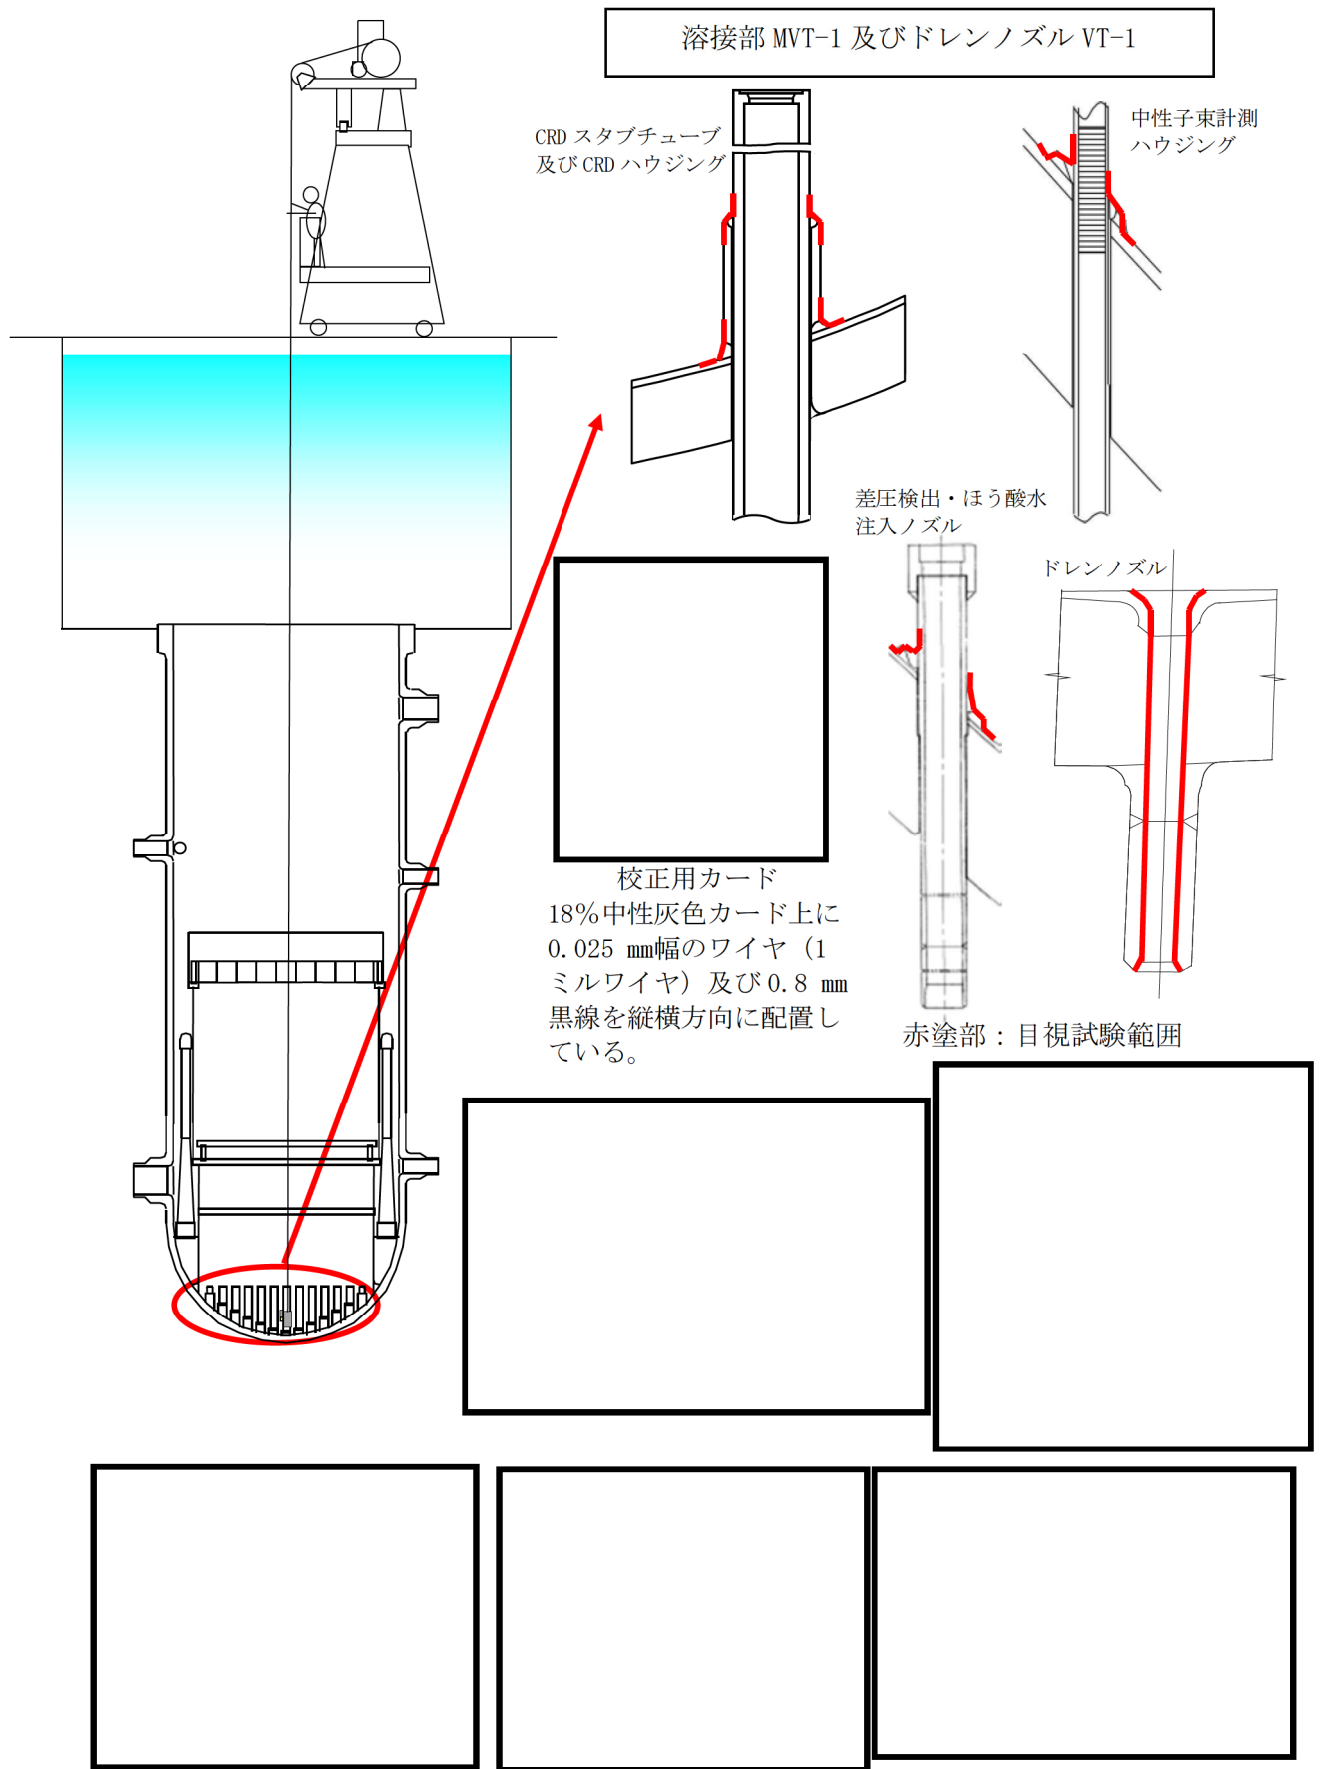 溶接部 MVT-1 及びドレンノズル VT-1
CRD スタブチューブ
及び CRD ハウジング
中性子束計測
ハウジング
差圧検出・ほう酸水
注入ノズル
ドレンノズル
校正用カード
18%中性灰色カード上に
0.025 mm幅のワイヤ（1
ミルワイヤ）及び 0.8 mm
黒線を縦横方向に配置し
ている。
赤塗部：目視試験範囲